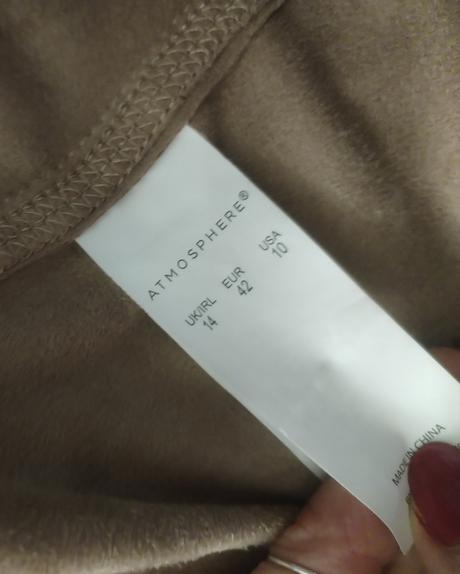 ATMOSPHERE®
UK/IRL EUR USA
14 42 10
MADE IN CHINA